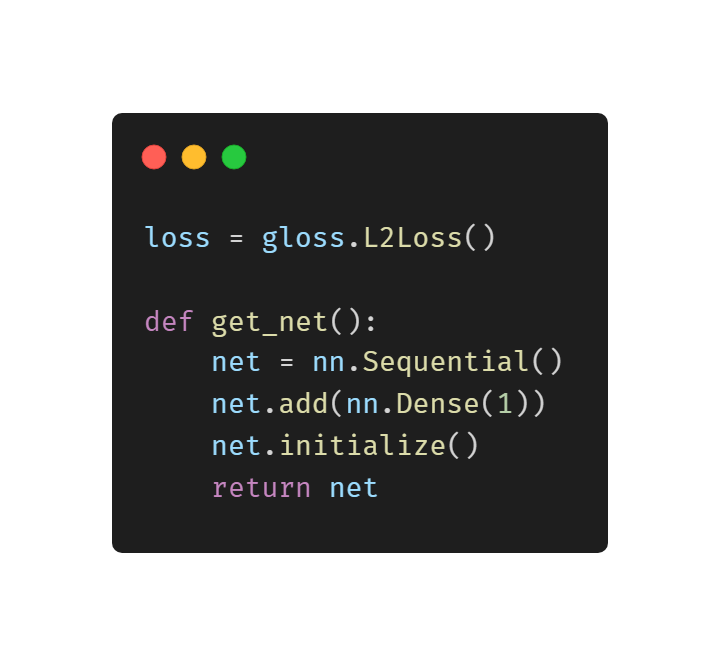 loss = gloss.L2Loss()

def get_net():
    net = nn.Sequential()
    net.add(nn.Dense(1))
    net.initialize()
    return net